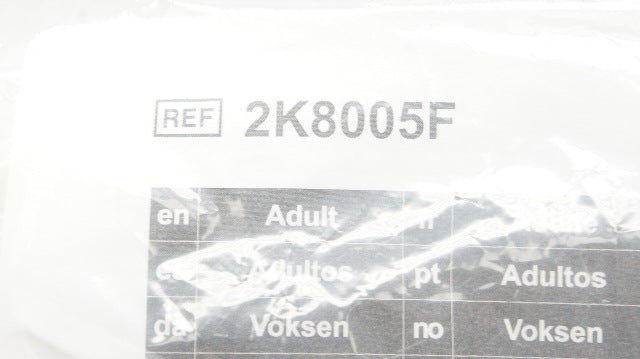 REF 2K8005F
en Adult
Adultos pt Adultos
da Voksen no Voksen